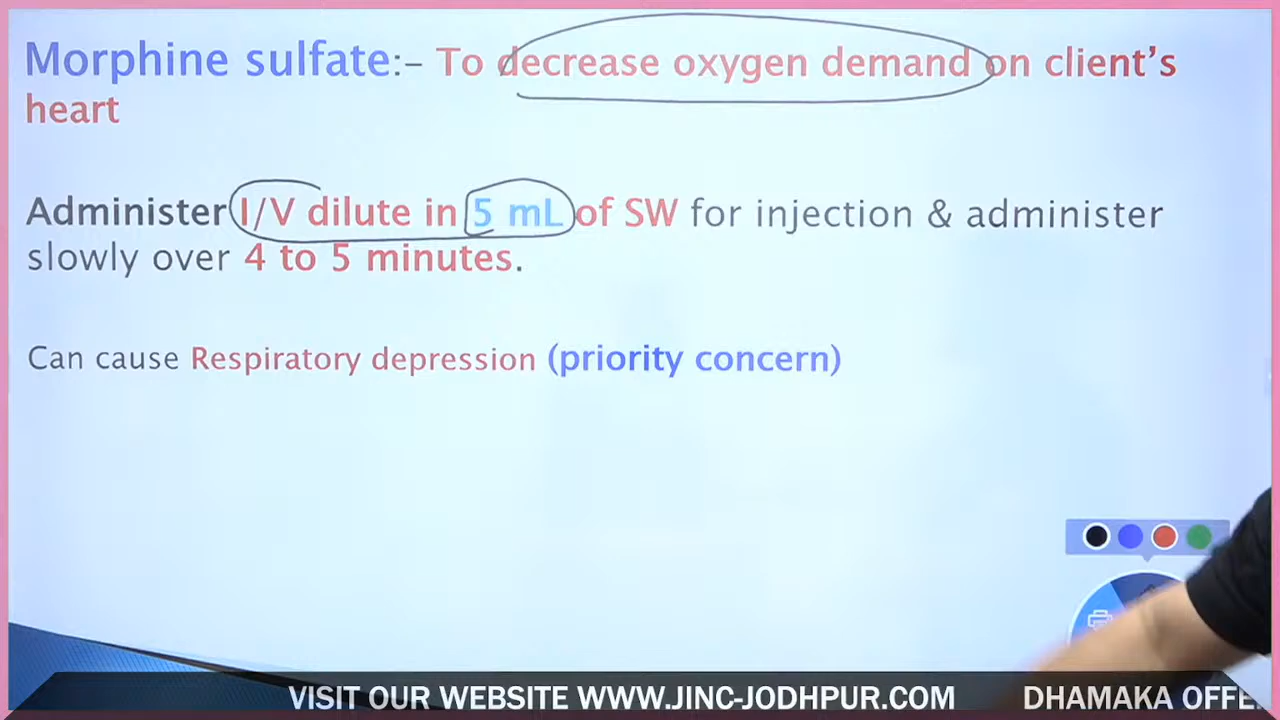 Morphine sulfate:- To decrease oxygen demand on client's
heart
Administer I/V dilute in 5 mL of SW for injection & administer
slowly over 4 to 5 minutes.
Can cause Respiratory depression (priority concern)
VISIT OUR WEBSITE WWW.JINC-JODHPUR.COM DHAMAKA OFFE